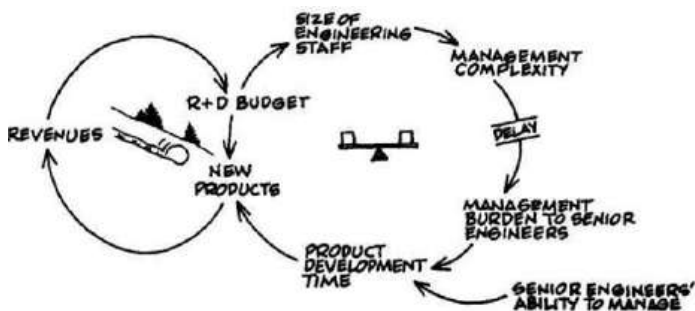 SIZE OF
ENGINEERING
STAFF
MANAGEMENT
COMPLEXITY
R+D BUDGET
REVENUES
DELAY
NEW
PRODUCTS
MANAGEMENT
BURDEN TO SENIOR
ENGINEERS
PRODUCT
DEVELOPMENT
TIME
SENIOR ENGINEERS'
ABILITY TO MANAGE